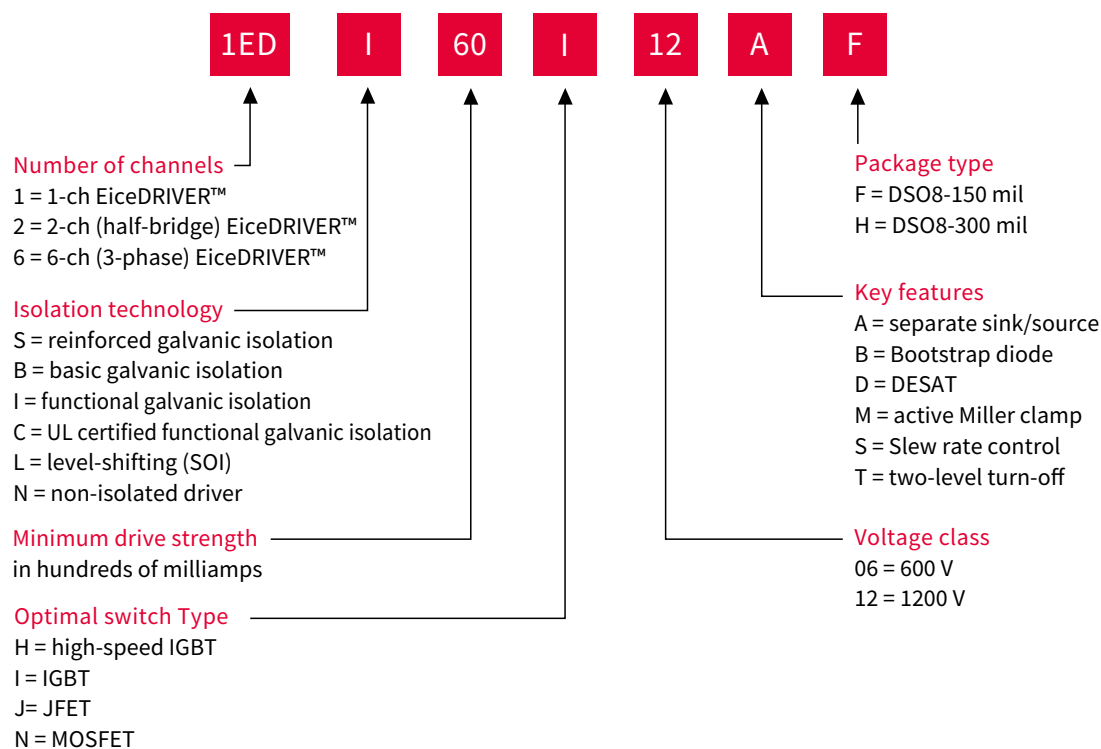 1ED I 60 I 12 A F
Number of channels
1 = 1-ch EiceDRIVER™
2 = 2-ch (half-bridge) EiceDRIVER™
6 = 6-ch (3-phase) EiceDRIVER™
Isolation technology
S = reinforced galvanic isolation
B = basic galvanic isolation
I = functional galvanic isolation
C = UL certified functional galvanic isolation
L = level-shifting (SOI)
N = non-isolated driver
Minimum drive strength
in hundreds of milliamps
Optimal switch Type
H = high-speed IGBT
I = IGBT
J= JFET
N = MOSFET
Package type
F = DSO8-150 mil
H = DSO8-300 mil
Key features
A = separate sink/source
B = Bootstrap diode
D = DESAT
M = active Miller clamp
S = Slew rate control
T = two-level turn-off
Voltage class
06 = 600 V
12 = 1200 V